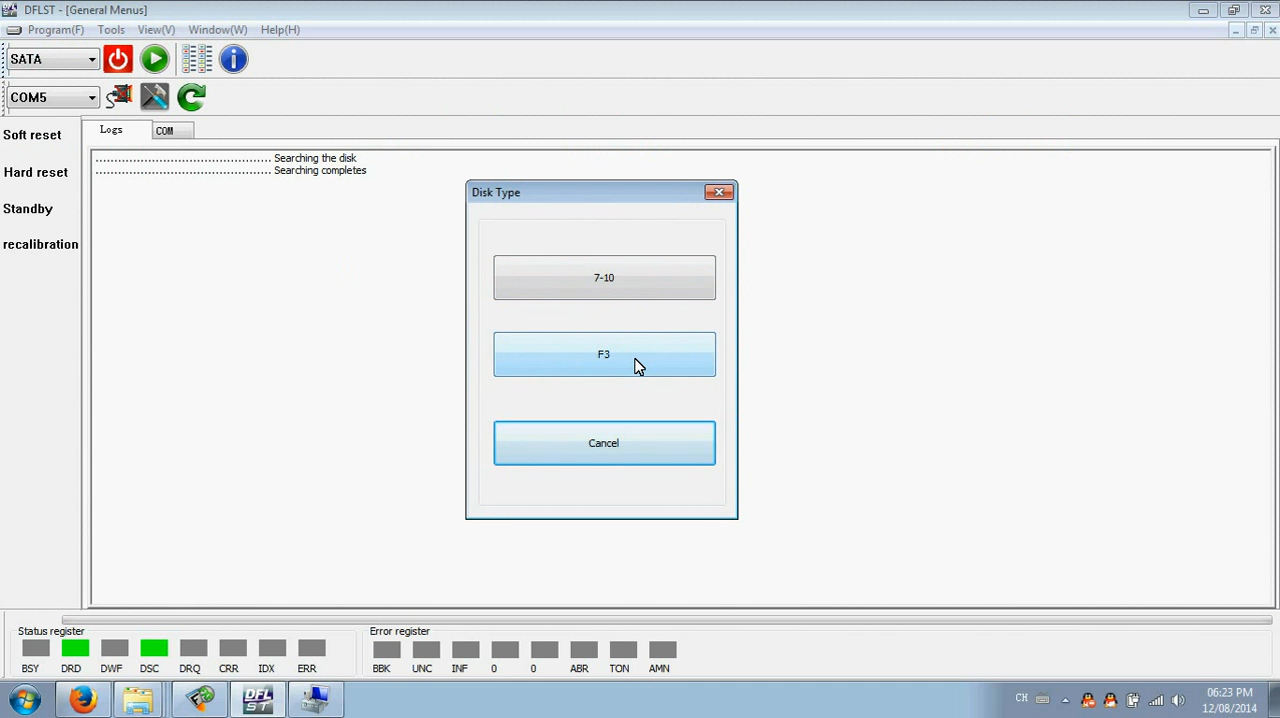 DFLST - [General Menus]
Program(F) Tools View(V) Window(W) Help(H)
SATA
COM5
Soft reset
Hard reset
Standby
recalibration
Logs COM
............................................ Searching the disk
............................................ Searching completes
Disk Type
7-10
F3
Cancel
Status register
BSY DRD DWF DSC DRQ CRR IDX ERR
Error register
BBK UNC INF 0 0 ABR TON AMN
DFL
ST
CH
06:23 PM
12/08/2014